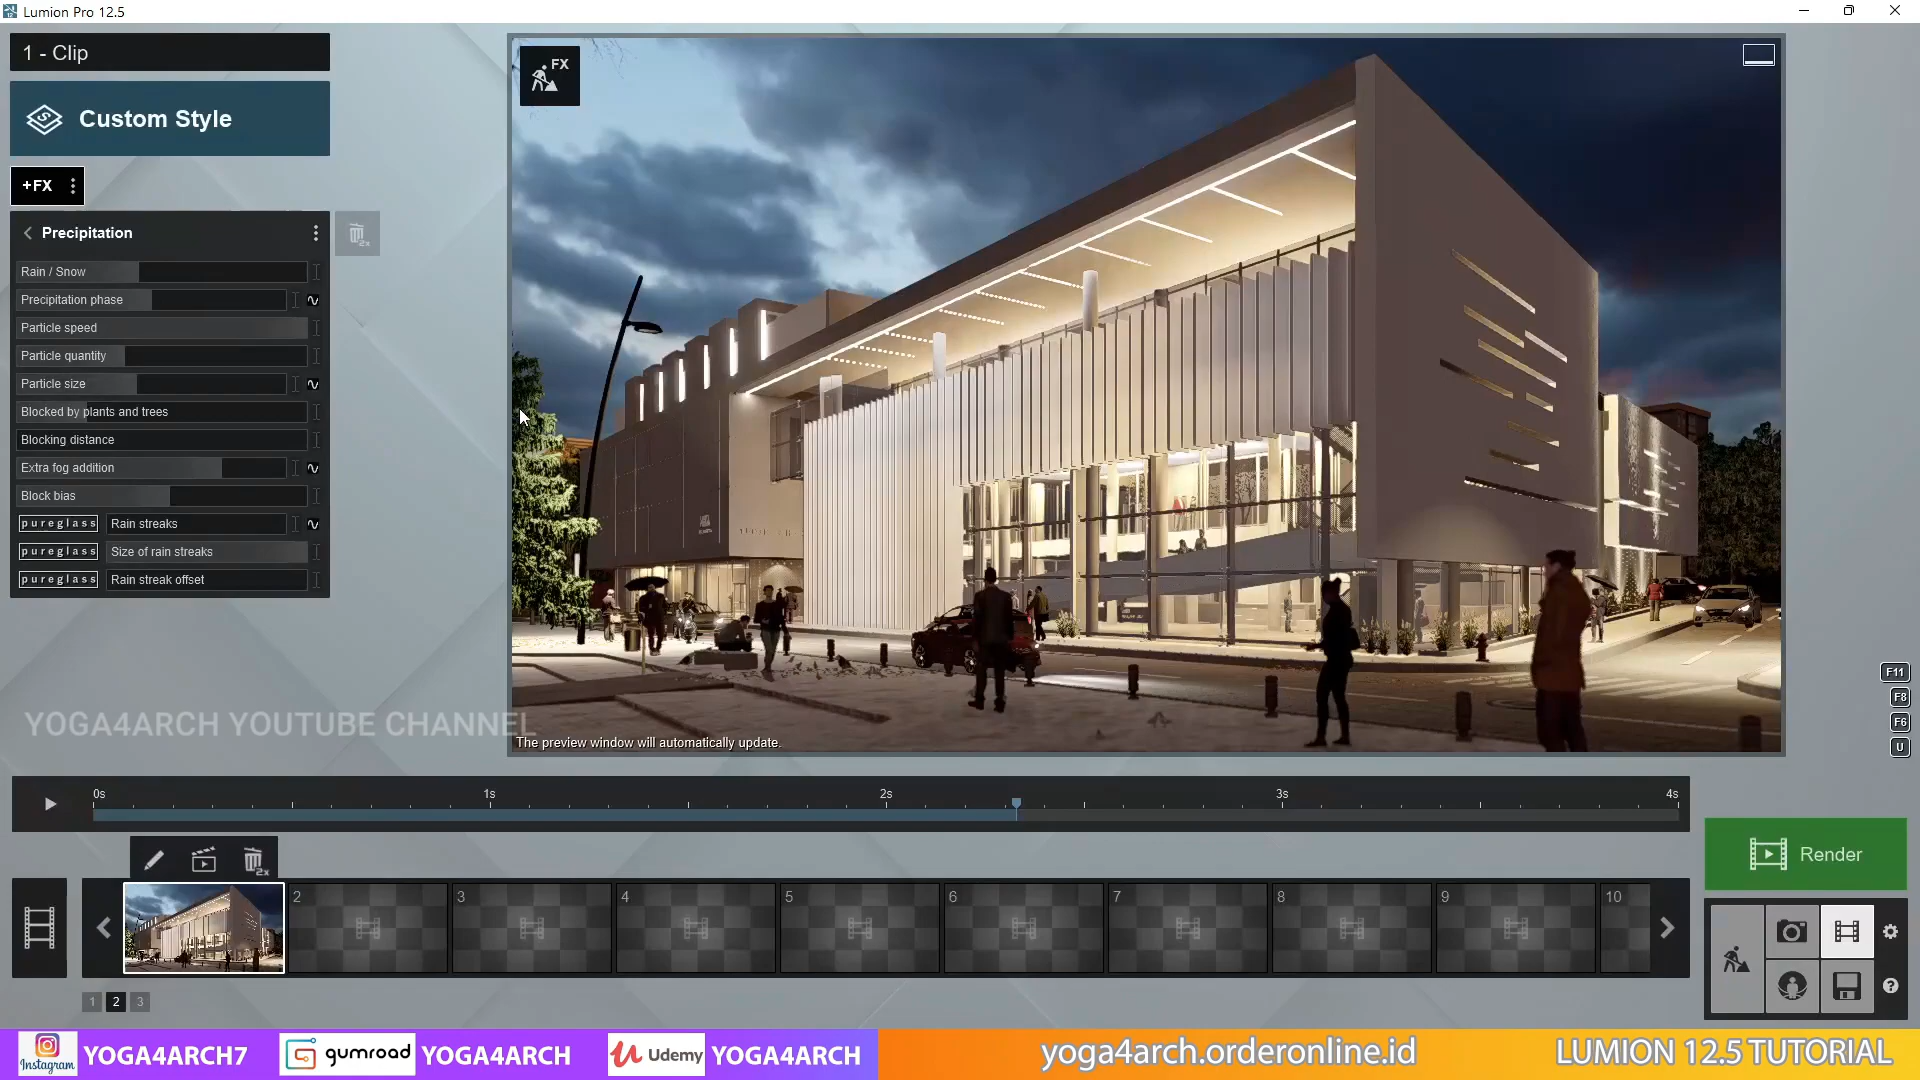 Lumion Pro 12.5
1 - Clip
Custom Style
+FX
Precipitation
2x
Rain / Snow
Precipitation phase
Particle speed
Particle quantity
Particle size
Blocked by plants and trees
Blocking distance
Extra fog addition
Block bias
pureglass Rain streaks
pureglass Size of rain streaks
pureglass Rain streak offset
FX
YOGA4ARCH YOUTUBE CHANNEL
The preview window will automatically update.
F11
F8
F6
U
0s 1s 2s 3s 4s
2x
Render
2 3 4 5 6 7 8 9 10
1 2 3
?
Instagram YOGA4ARCH7 gumroad YOGA4ARCH Udemy YOGA4ARCH yoga4arch.orderonline.id LUMION 12.5 TUTORIAL